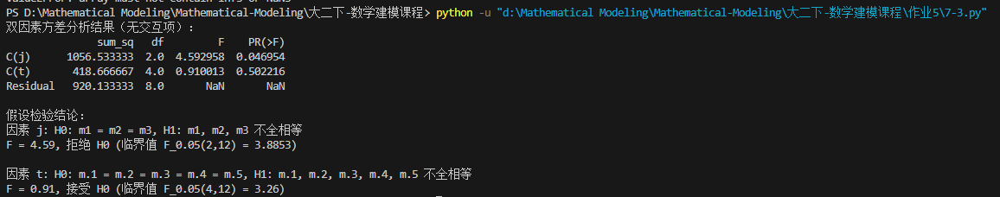 ValueError: array must not contain infs or NaNs
PS D:\Mathematical Modeling\Mathematical-Modeling\大二下-数学建模课程> python -u "d:\Mathematical Modeling\Mathematical-Modeling\大二下-数学建模课程\作业5\7-3.py"
双因素方差分析结果（无交互项）:
sum_sq df F PR(>F)
C(j) 1056.533333 2.0 4.592958 0.046954
C(t) 418.666667 4.0 0.910013 0.502216
Residual 920.133333 8.0 NaN NaN
假设检验结论:
因素 j: H0: m1 = m2 = m3, H1: m1, m2, m3 不全相等
F = 4.59, 拒绝 H0 (临界值 F_0.05(2,12) = 3.8853)
因素 t: H0: m.1 = m.2 = m.3 = m.4 = m.5, H1: m.1, m.2, m.3, m.4, m.5 不全相等
F = 0.91, 接受 H0 (临界值 F_0.05(4,12) = 3.26)